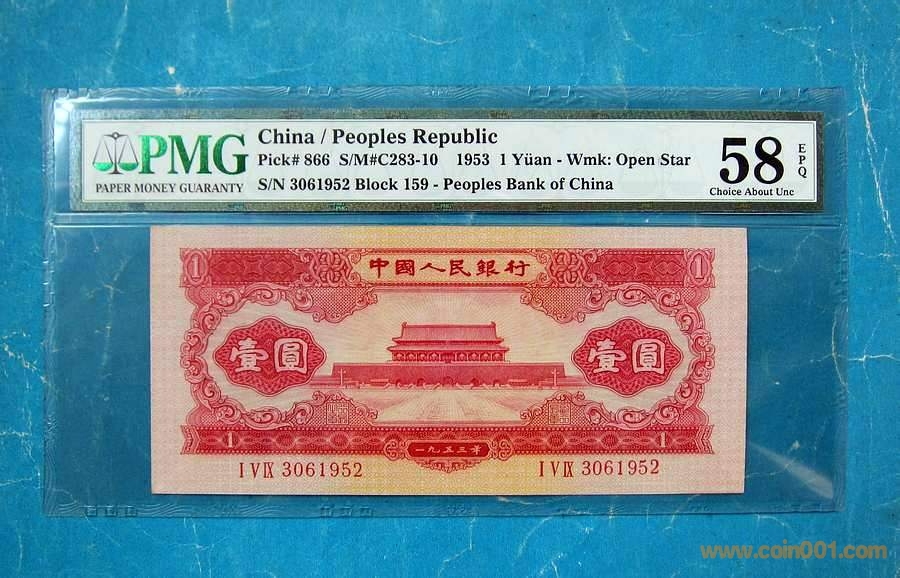 PMG
PAPER MONEY GUARANTY
China / Peoples Republic
Pick# 866 S/M#C283-10 1953 1 Yüan - Wmk: Open Star
S/N 3061952 Block 159 - Peoples Bank of China
58
EPQ
Choice About Unc
1 中國人民銀行 1
壹圓 壹圓
1 一九五三年 1
I V IX 3061952 I V IX 3061952
www.coin001.com